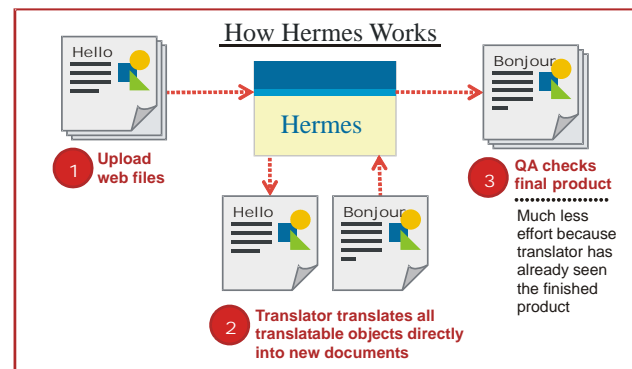 How Hermes Works
Hello
Hermes
Bonjour
1
Upload
web files
Hello
Bonjour
2
Translator translates all
translatable objects directly
into new documents
3
QA checks
final product
Much less
effort because
translator has
already seen
the finished
product